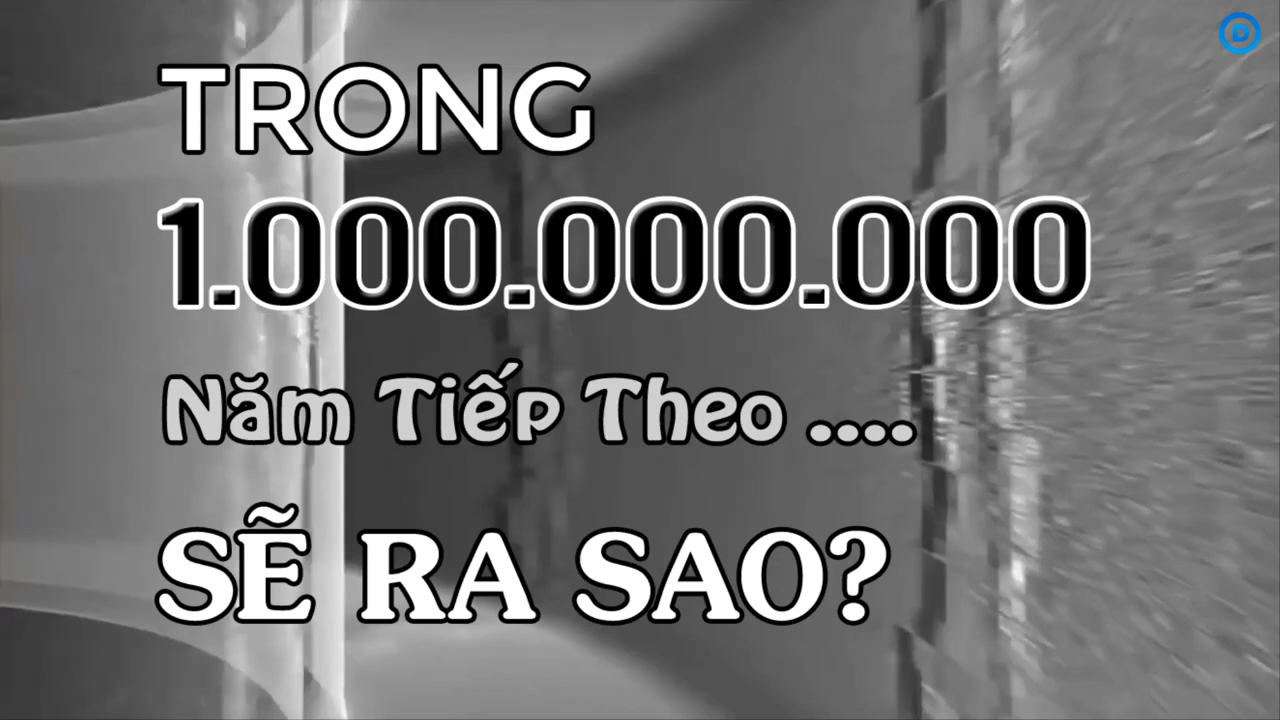 TRONG
1.000.000.000
Năm Tiếp Theo ....
SẼ RA SAO?
D